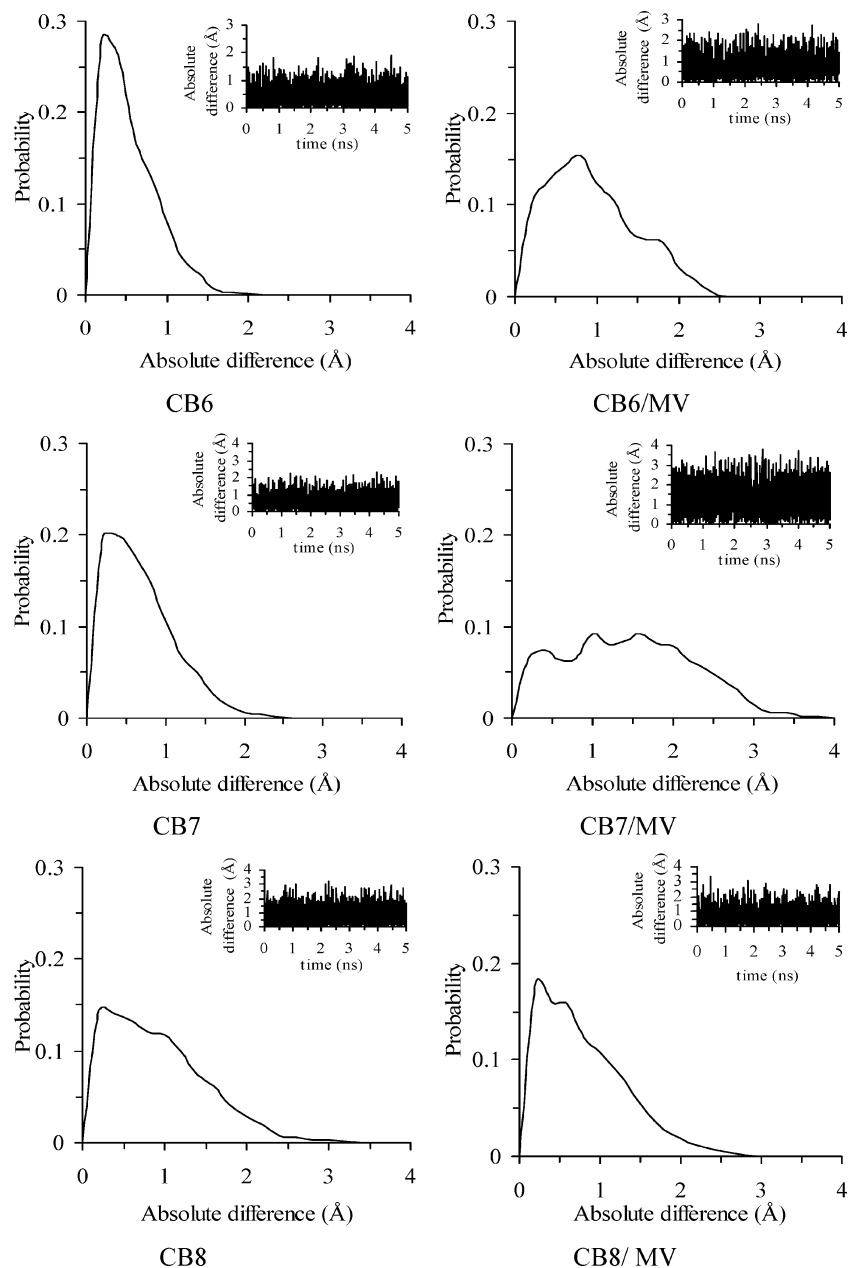 0.3
0.2
0.1
0
Probability
0 1 2 3 4
Absolute difference (Å)
CB6
Absolute
difference (Å)
3
2
1
0
0 1 2 3 4 5
time (ns)
0.3
0.2
0.1
0
Probability
0 1 2 3 4
Absolute difference (Å)
CB6/MV
Absolute
difference (Å)
3
2
1
0
0 1 2 3 4 5
time (ns)
0.3
0.2
0.1
0
Probability
0 1 2 3 4
Absolute difference (Å)
CB7
Absolute
difference (Å)
4
3
2
1
0
0 1 2 3 4 5
time (ns)
0.3
0.2
0.1
0
Probability
0 1 2 3 4
Absolute difference (Å)
CB7/MV
Absolute
difference (Å)
4
3
2
1
0
0 1 2 3 4 5
time (ns)
0.3
0.2
0.1
0
Probability
0 1 2 3 4
Absolute difference (Å)
CB8
Absolute
difference (Å)
4
3
2
1
0
0 1 2 3 4 5
time (ns)
0.3
0.2
0.1
0
Probability
0 1 2 3 4
Absolute difference (Å)
CB8/ MV
Absolute
difference (Å)
4
3
2
1
0
0 1 2 3 4 5
time (ns)